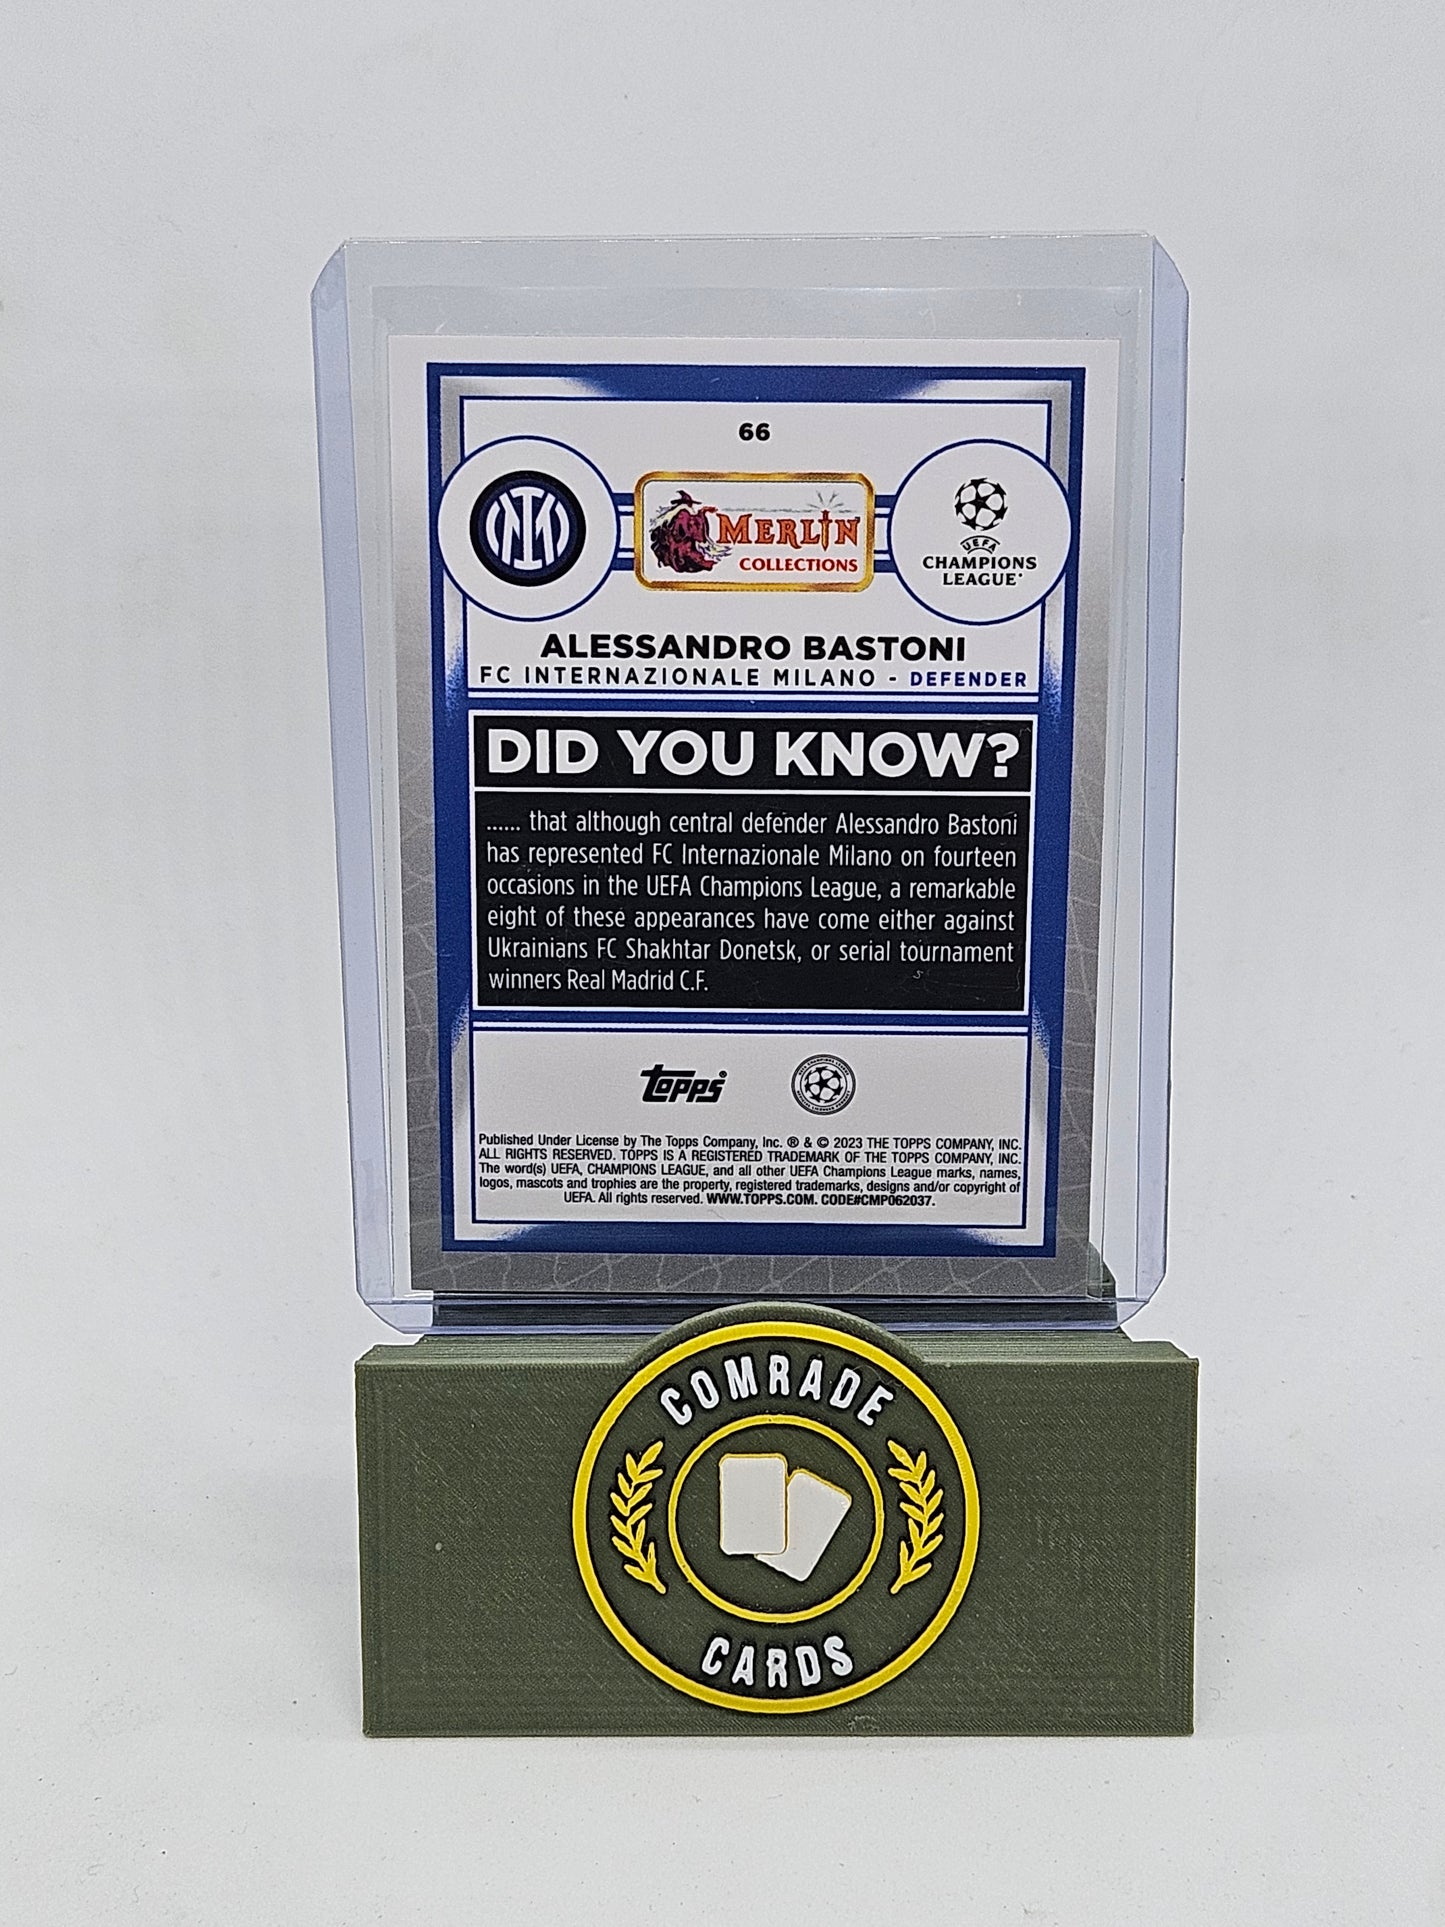 66
MERLIN
COLLECTIONS
UEFA
CHAMPIONS
LEAGUE®
ALESSANDRO BASTONI
FC INTERNAZIONALE MILANO - DEFENDER
DID YOU KNOW?
...... that although central defender Alessandro Bastoni
has represented FC Internazionale Milano on fourteen
occasions in the UEFA Champions League, a remarkable
eight of these appearances have come either against
Ukrainians FC Shakhtar Donetsk, or serial tournament
winners Real Madrid C.F.
topps®
Published Under License by The Topps Company, Inc. ® & © 2023 THE TOPPS COMPANY, INC.
ALL RIGHTS RESERVED. TOPPS IS A REGISTERED TRADEMARK OF THE TOPPS COMPANY, INC.
The word(s) UEFA, CHAMPIONS LEAGUE, and all other UEFA Champions League marks, names,
logos, mascots and trophies are the property, registered trademarks, designs and/or copyright of
UEFA. All rights reserved. WWW.TOPPS.COM. CODE#CMP062037.
COMRADE
CARDS